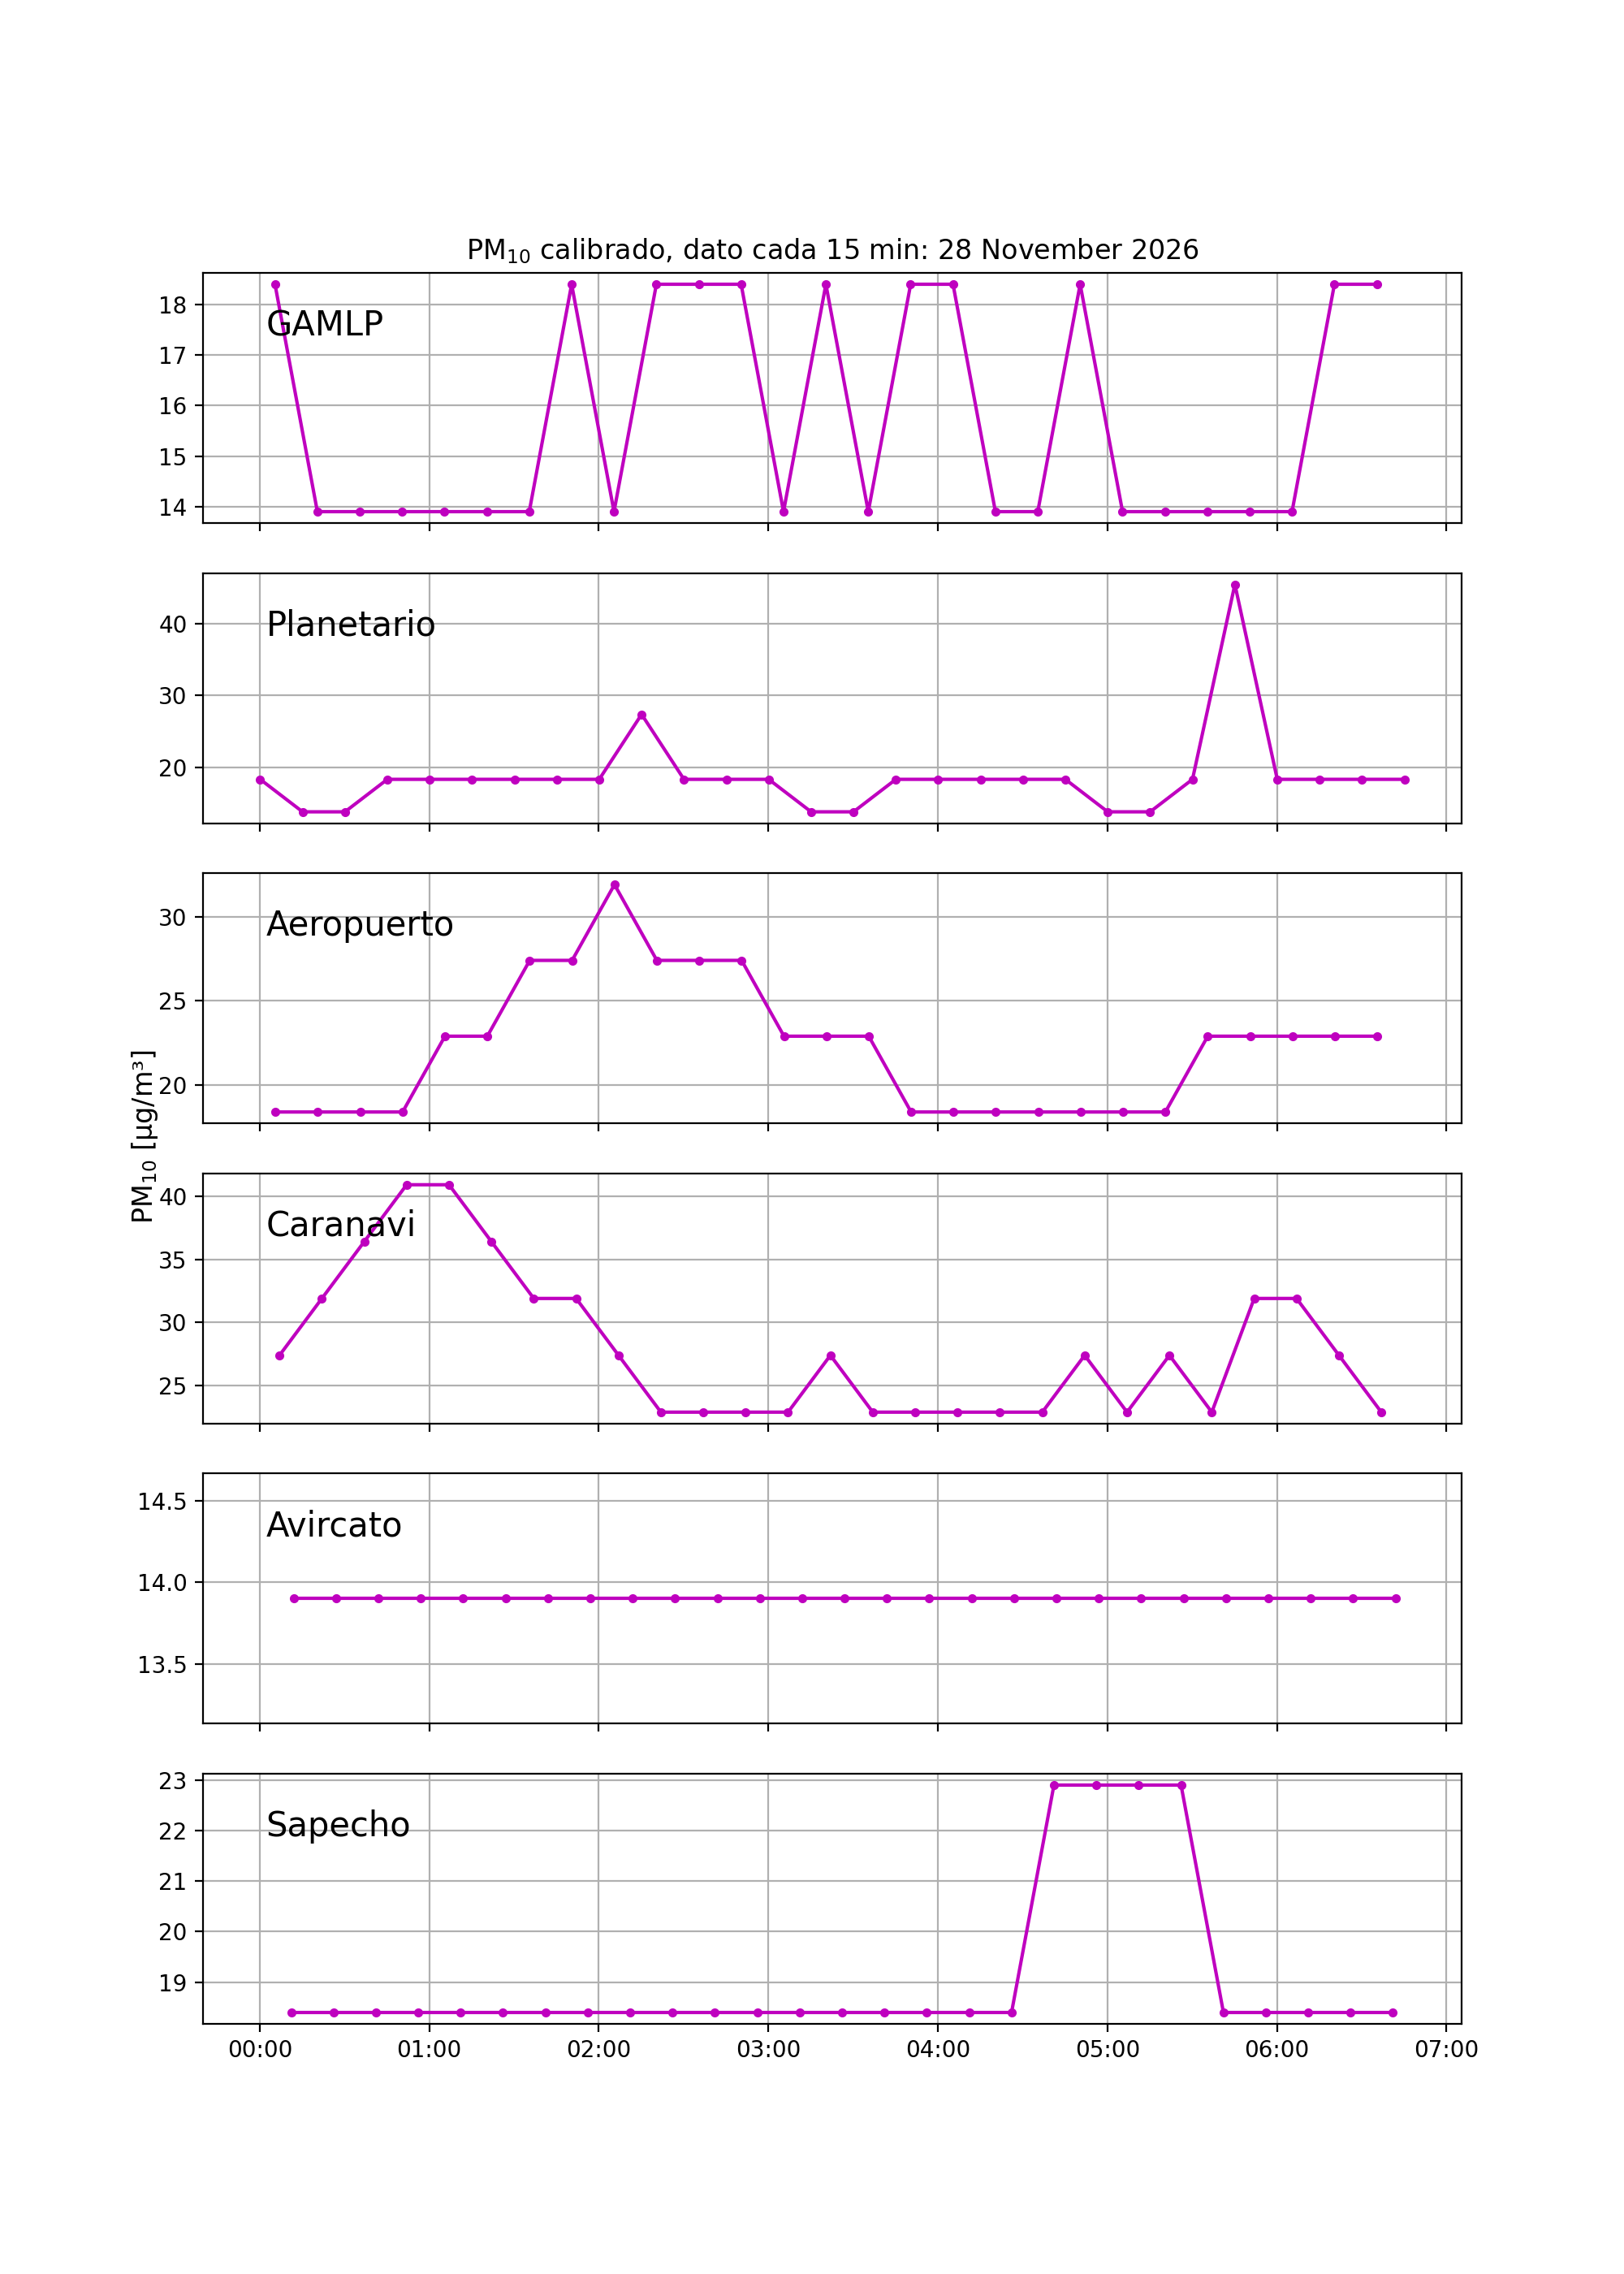 PM₁₀ calibrado, dato cada 15 min: 28 November 2026
GAMLP
18
17
16
15
14
Planetario
40
30
20
Aeropuerto
30
25
20
PM₁₀ [µg/m³]
Caranavi
40
35
30
25
Avircato
14.5
14.0
13.5
Sapecho
23
22
21
20
19
00:00 01:00 02:00 03:00 04:00 05:00 06:00 07:00